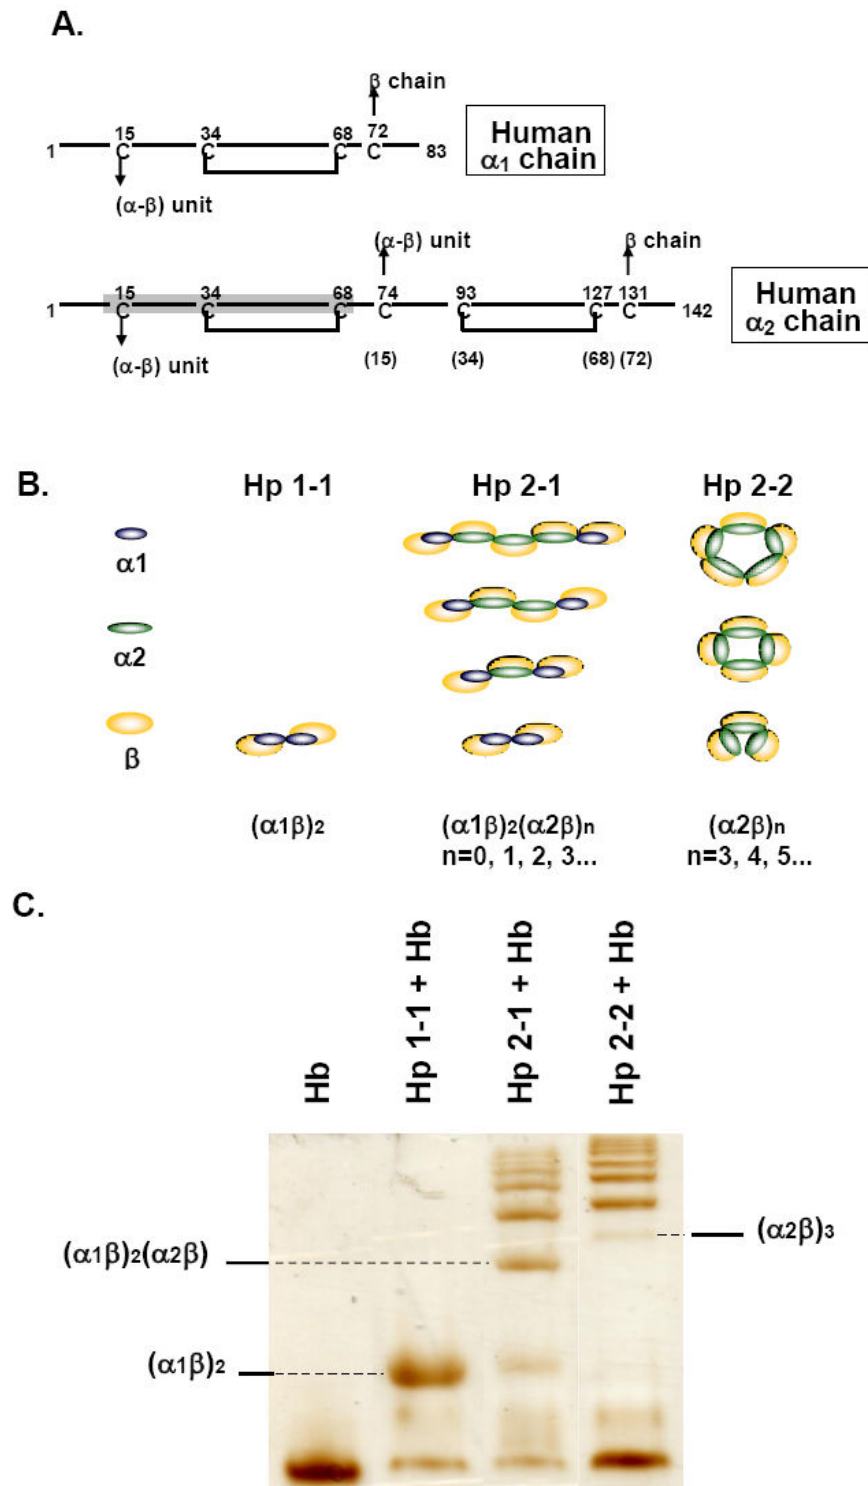 A.
β chain
15 34 68 72
1 C C C C 83
Human
α1 chain
(α-β) unit
(α-β) unit β chain
15 34 68 74 93 127 131
1 C C C C C C C 142
Human
α2 chain
(α-β) unit
(15) (34) (68) (72)
B.
Hp 1-1 Hp 2-1 Hp 2-2
α1
α2
β
(α1β)2 (α1β)2(α2β)n (α2β)n
n=0, 1, 2, 3... n=3, 4, 5...
C.
Hb
Hp 1-1 + Hb
Hp 2-1 + Hb
Hp 2-2 + Hb
(α2β)3
(α1β)2(α2β)
(α1β)2